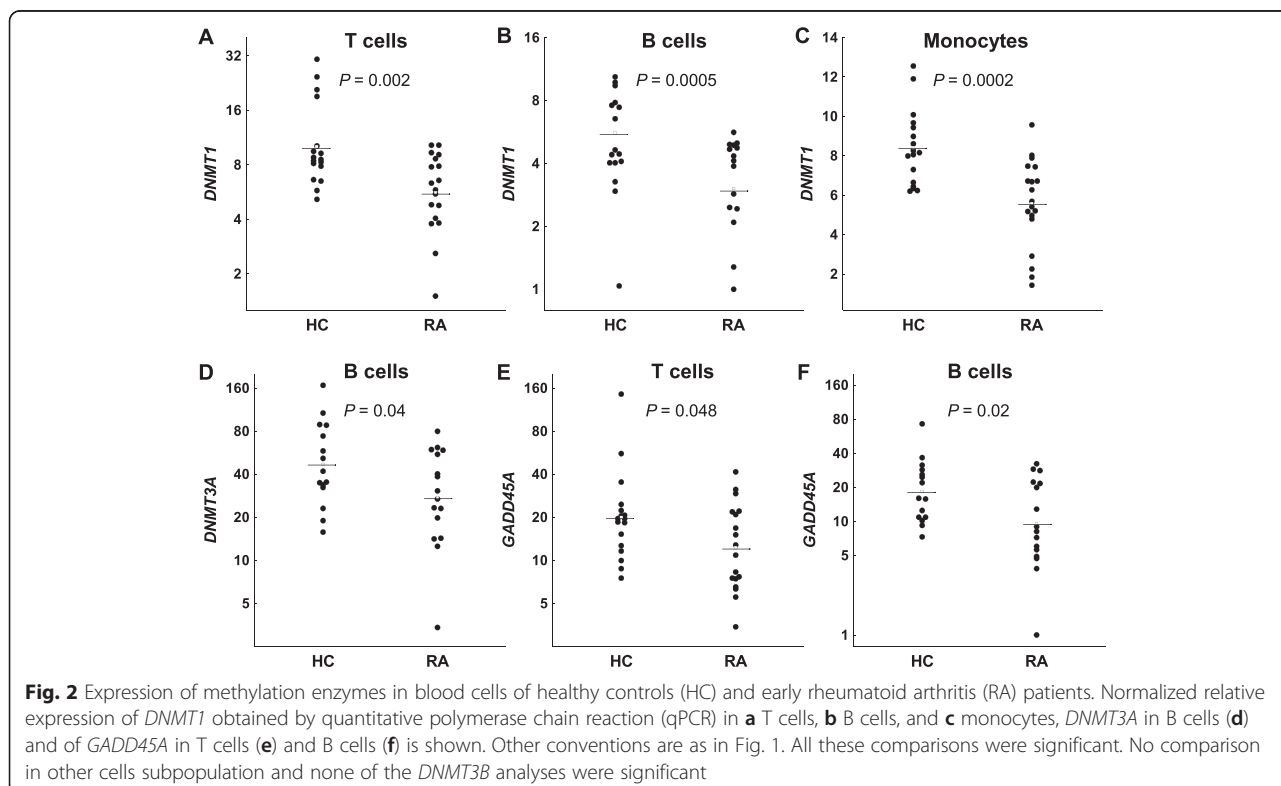 A
T cells
P = 0.002
DNMT1
32
16
8
4
2
HC RA
B
B cells
P = 0.0005
DNMT1
16
8
4
2
1
HC RA
C
Monocytes
P = 0.0002
DNMT1
14
12
10
8
6
4
2
HC RA
D
B cells
P = 0.04
DNMT3A
160
80
40
20
10
5
HC RA
E
T cells
P = 0.048
GADD45A
160
80
40
20
10
5
HC RA
F
B cells
P = 0.02
GADD45A
160
80
40
20
10
5
1
HC RA
Fig. 2 Expression of methylation enzymes in blood cells of healthy controls (HC) and early rheumatoid arthritis (RA) patients. Normalized relative
expression of DNMT1 obtained by quantitative polymerase chain reaction (qPCR) in a T cells, b B cells, and c monocytes, DNMT3A in B cells (d)
and of GADD45A in T cells (e) and B cells (f) is shown. Other conventions are as in Fig. 1. All these comparisons were significant. No comparison
in other cells subpopulation and none of the DNMT3B analyses were significant